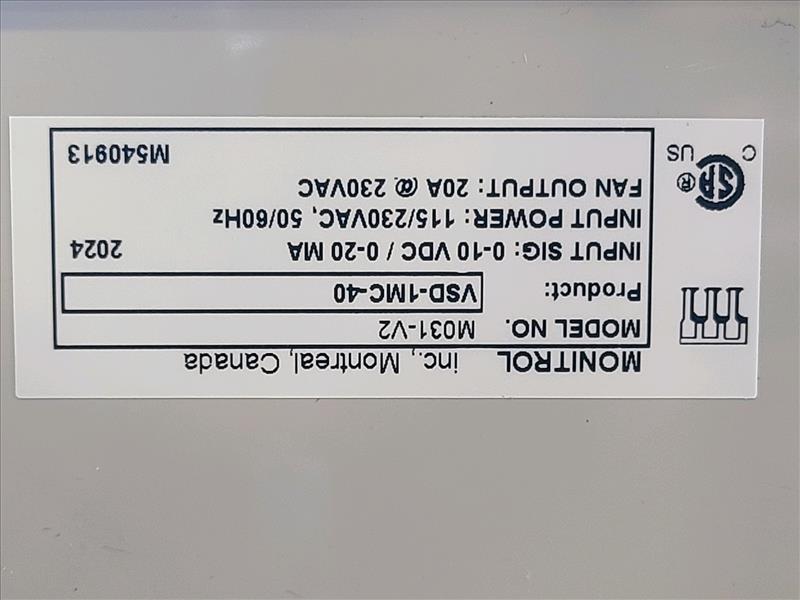 MONITROL inc., Montreal, Canada
MODEL NO. M031-V2
Product: VSD-1MC-40
INPUT SIG: 0-10 VDC / 0-20 MA 2024
INPUT POWER: 115/230VAC, 50/60Hz
FAN OUTPUT: 20A @ 230VAC
M540913
SA ®
C US